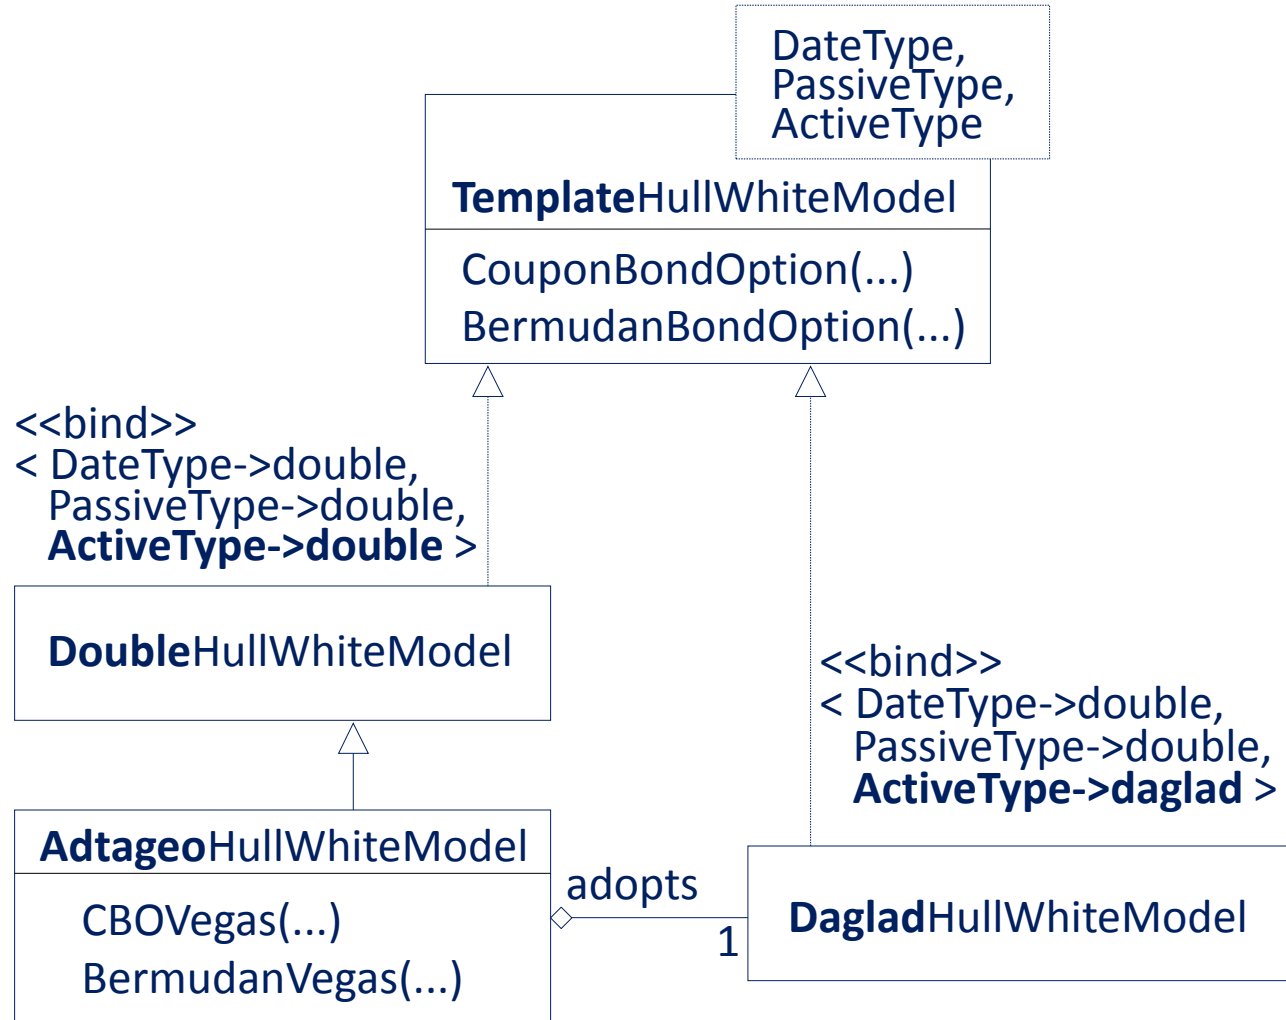 DateType,
PassiveType,
ActiveType
TemplateHullWhiteModel
CouponBondOption(...)
BermudanBondOption(...)
<<bind>>
< DateType->double,
PassiveType->double,
ActiveType->double >
DoubleHullWhiteModel
<<bind>>
< DateType->double,
PassiveType->double,
ActiveType->daglad >
AdtageoHullWhiteModel
CBOVegas(...)
BermudanVegas(...)
adopts
1
DagladHullWhiteModel